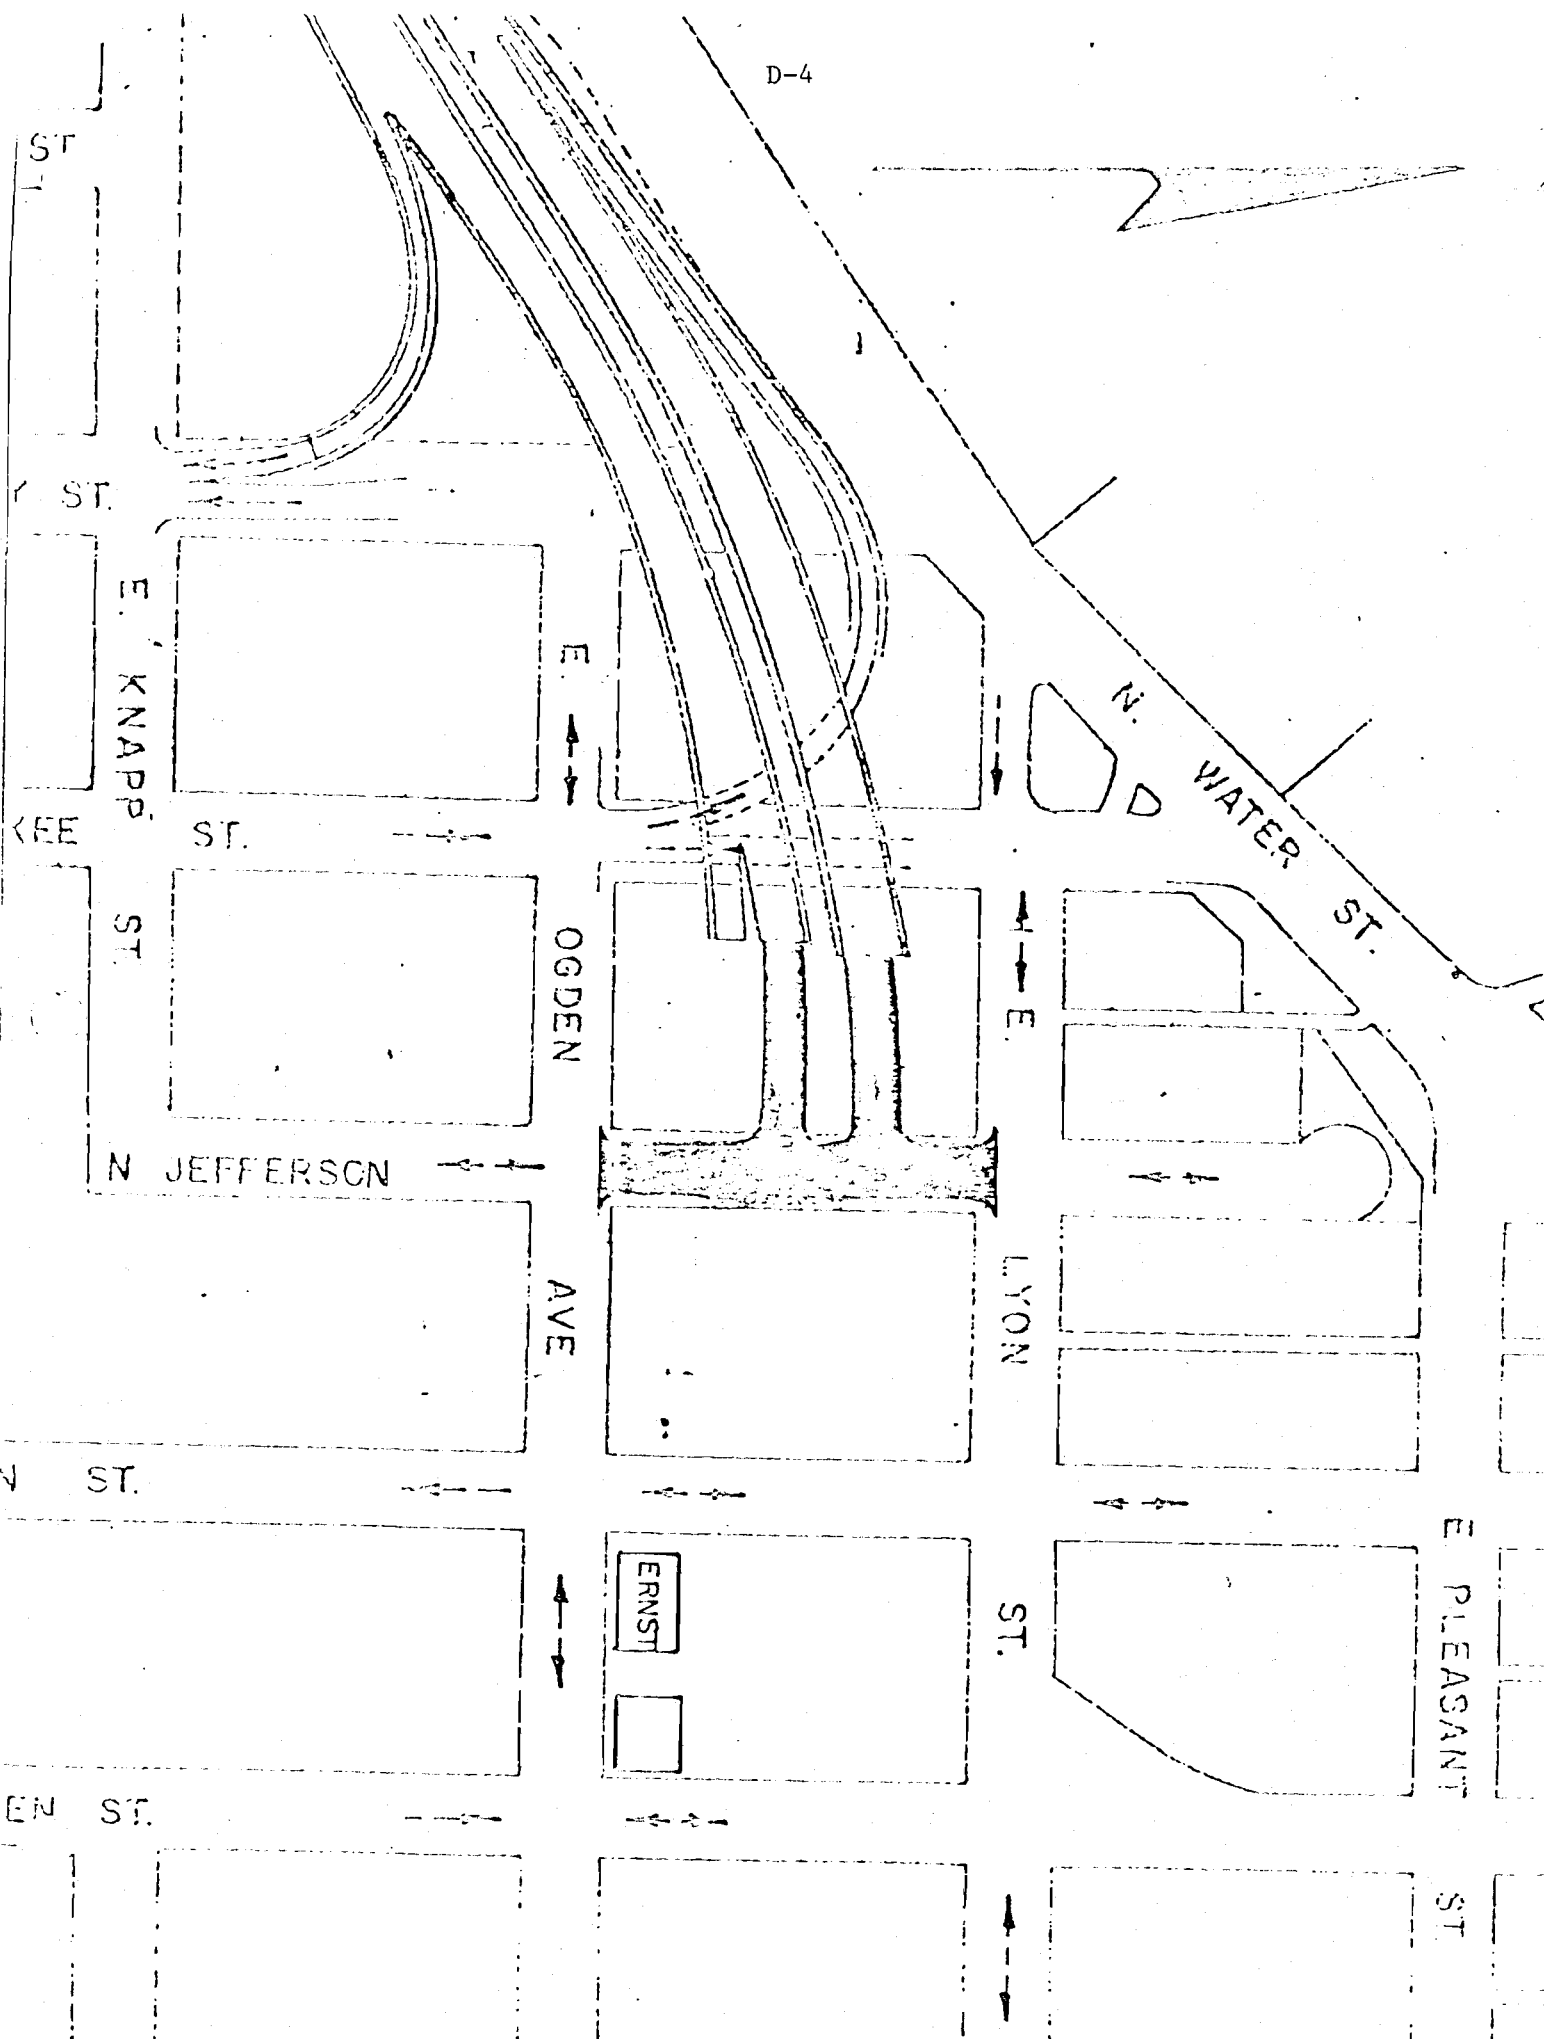 D-4
ST
ST.
E. KNAPP ST.
E. OGDEN AVE
N. WATER ST.
KEE ST.
E. LYON ST.
N JEFFERSON
ST.
ERNST
E PLEASANT ST.
EN ST.